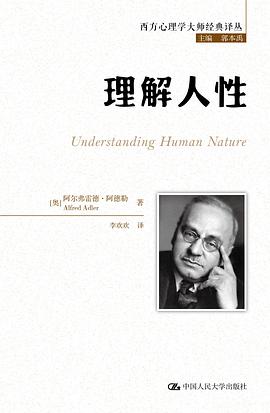 西方心理学大师经典译丛
主编 郭本禹
理解人性
Understanding Human Nature
[奥] 阿尔弗雷德·阿德勒 著
Alfred Adler
李欢欢 译
中国人民大学出版社